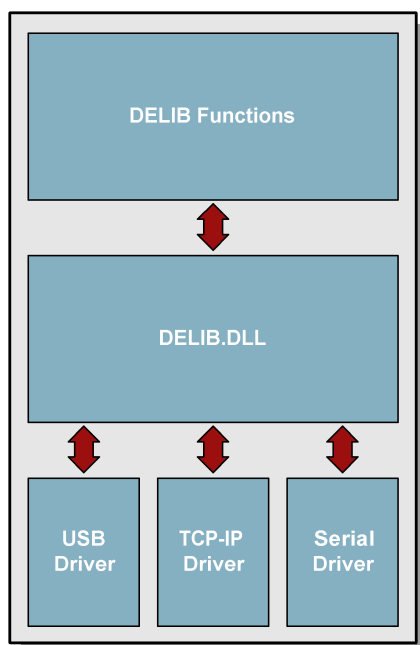 DELIB Functions
DELIB.DLL
USB
Driver
TCP-IP
Driver
Serial
Driver